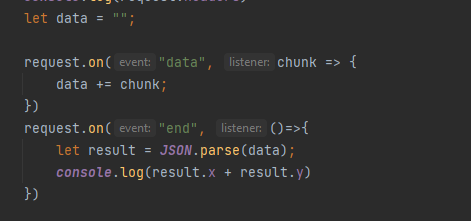 let data = "";
request.on( event: "data", listener: chunk => {
data += chunk;
})
request.on( event: "end", listener: ()=>{
let result = JSON.parse(data);
console.log(result.x + result.y)
})